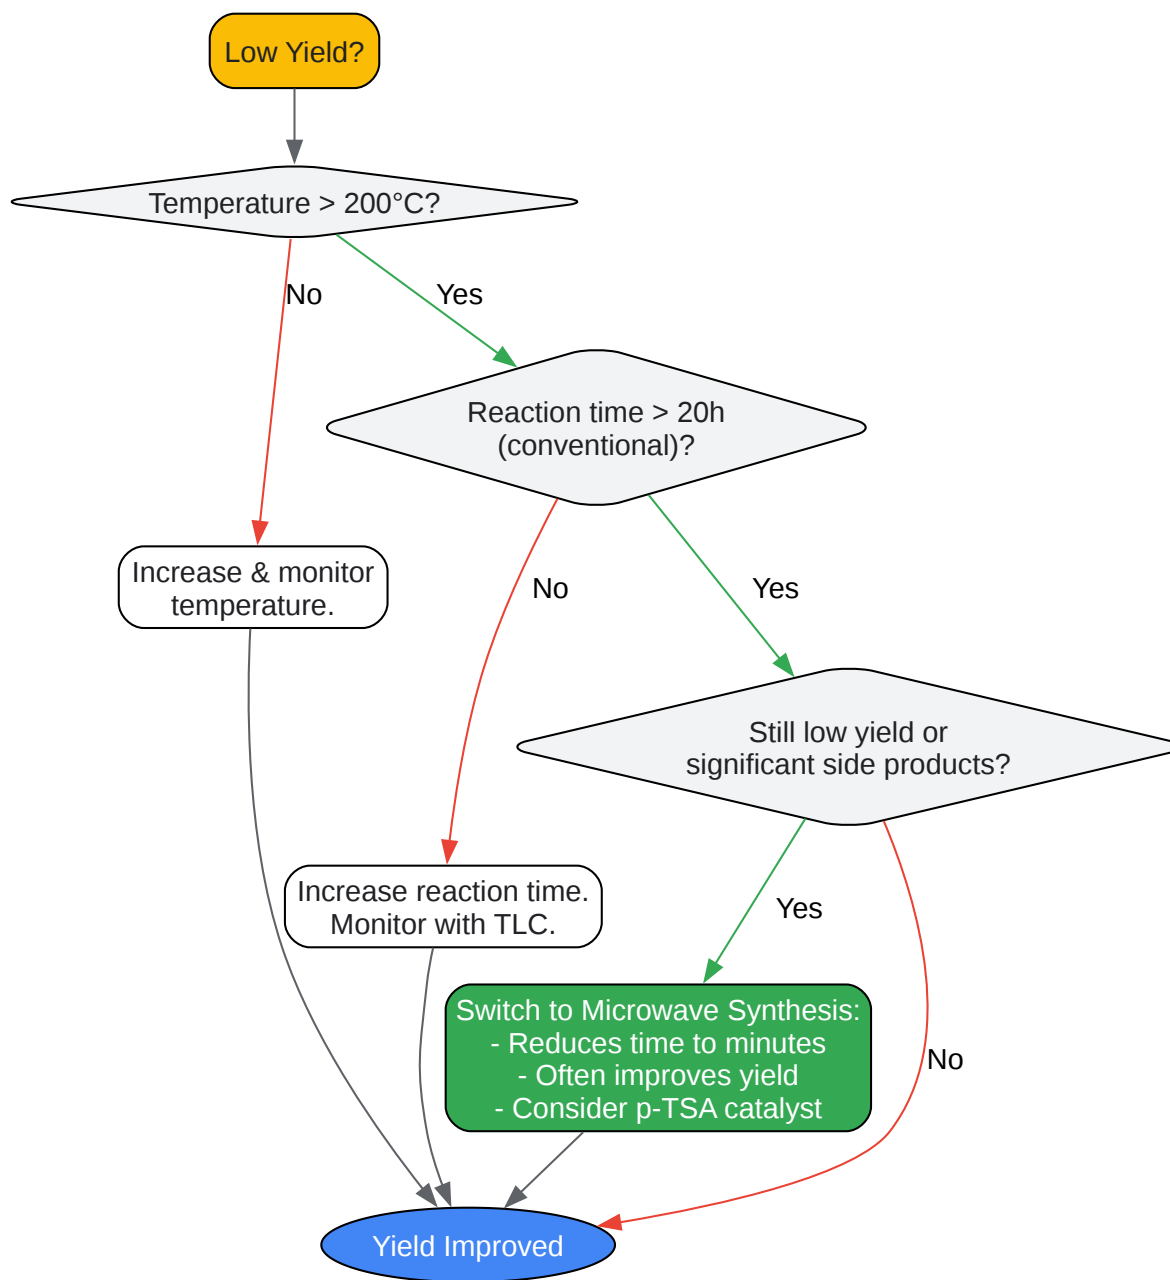 Low Yield?
Temperature > 200°C?
No
Yes
Reaction time > 20h
(conventional)?
Increase & monitor
temperature.
No
Yes
Still low yield or
significant side products?
Increase reaction time.
Monitor with TLC.
Yes
Switch to Microwave Synthesis:
- Reduces time to minutes
- Often improves yield
- Consider p-TSA catalyst
No
Yield Improved